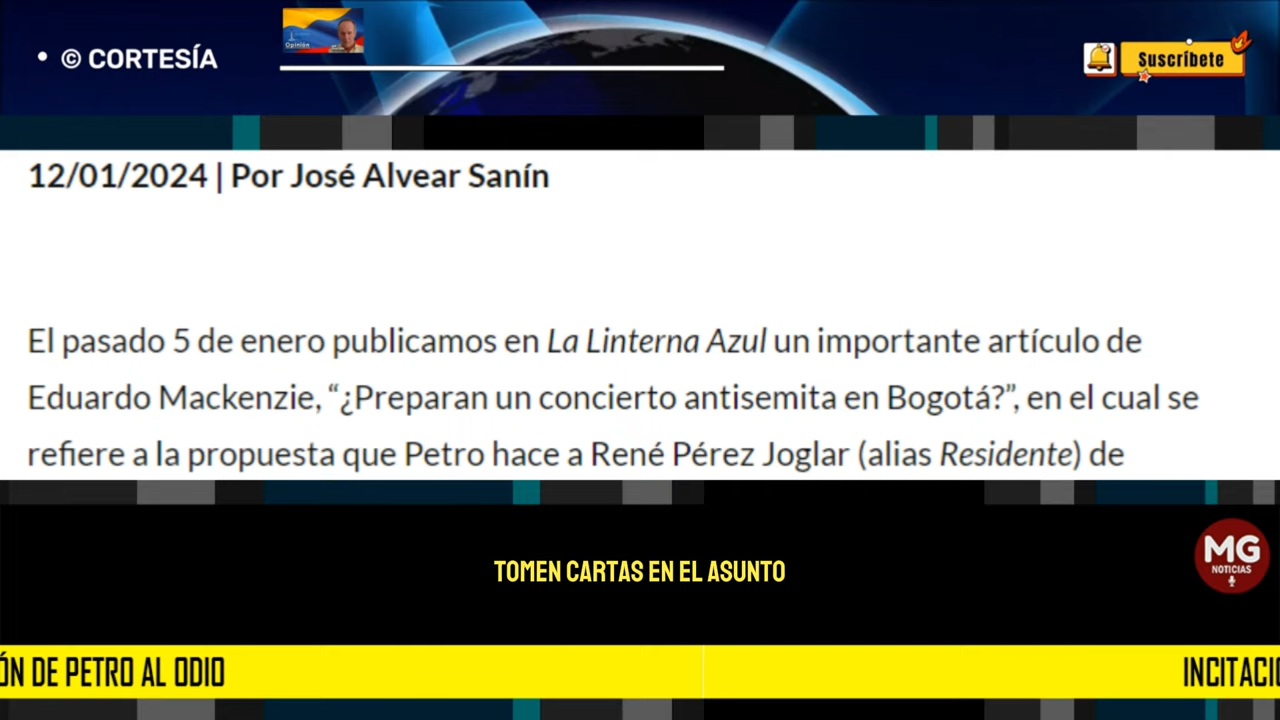 • © CORTESÍA
Opinión
Suscríbete
12/01/2024 | Por José Alvear Sanín
El pasado 5 de enero publicamos en La Linterna Azul un importante artículo de
Eduardo Mackenzie, “¿Preparan un concierto antisemita en Bogotá?”, en el cual se
refiere a la propuesta que Petro hace a René Pérez Joglar (alias Residente) de
TOMEN CARTAS EN EL ASUNTO
MG
NOTICIAS
ÓN DE PETRO AL ODIO
INCITACIO